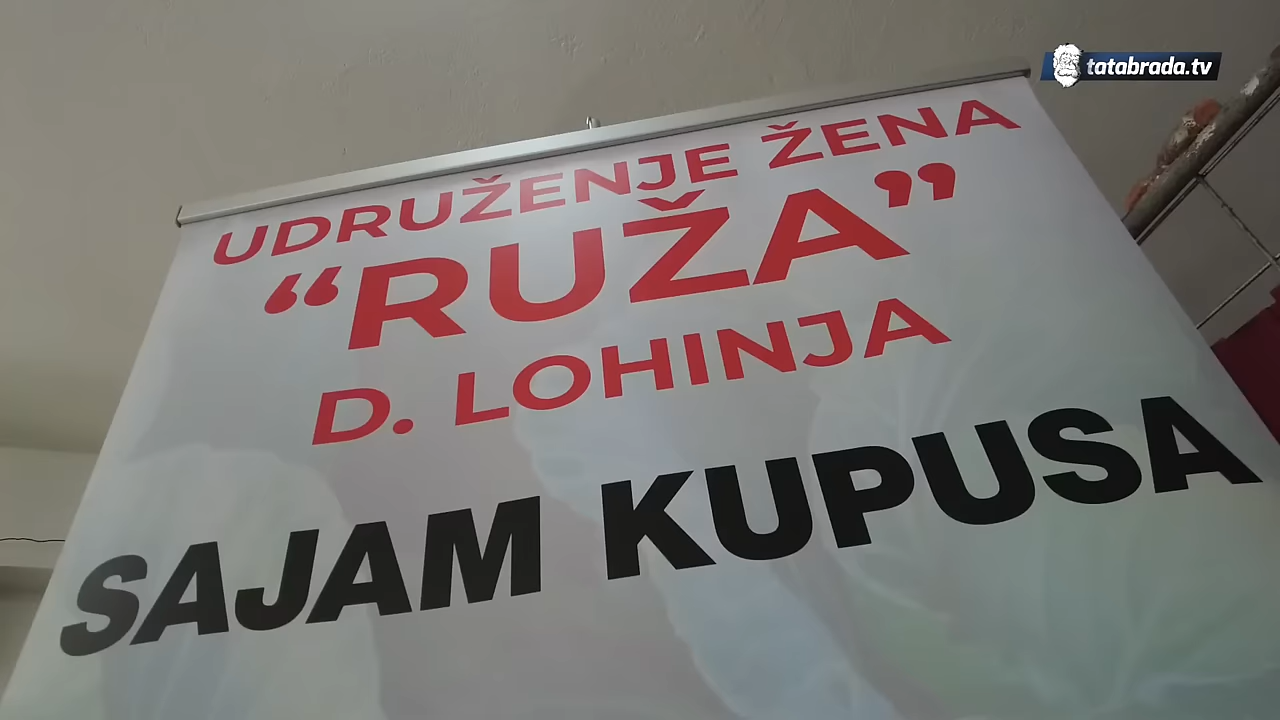 tatabrada.tv
UDRUŽENJE ŽENA
“RUŽA”
D. LOHINJA
SAJAM KUPUSA